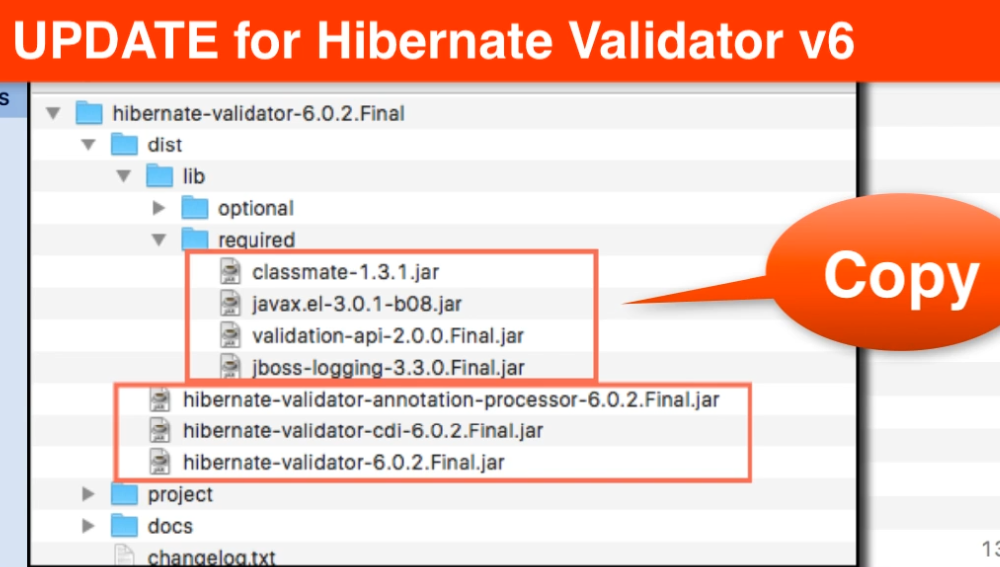 UPDATE for Hibernate Validator v6
s
hibernate-validator-6.0.2.Final
dist
lib
optional
required
classmate-1.3.1.jar
javax.el-3.0.1-b08.jar
validation-api-2.0.0.Final.jar
jboss-logging-3.3.0.Final.jar
Copy
hibernate-validator-annotation-processor-6.0.2.Final.jar
hibernate-validator-cdi-6.0.2.Final.jar
hibernate-validator-6.0.2.Final.jar
project
docs
changelog.txt
13